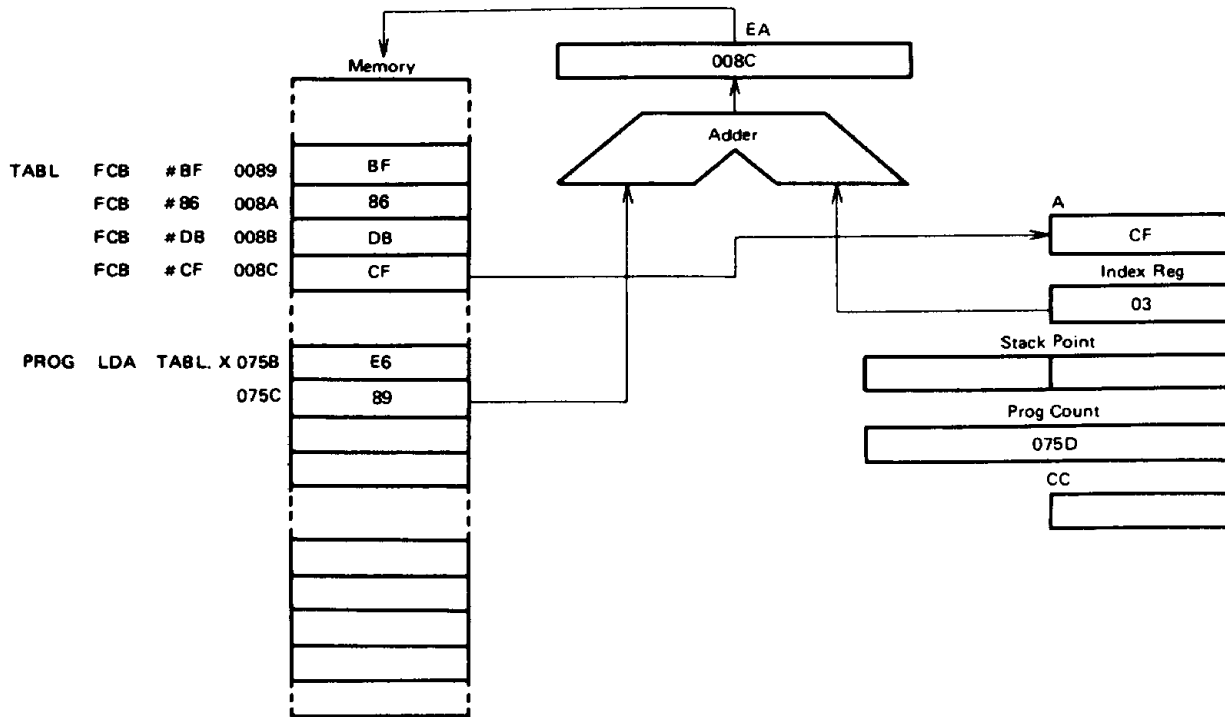 EA
008C
Memory
Adder
TABL FCB #BF 0089 BF
FCB #86 008A 86
FCB #DB 008B DB
FCB #CF 008C CF
A
CF
Index Reg
03
Stack Point
PROG LDA TABL. X 075B E6
075C 89
Prog Count
075D
CC